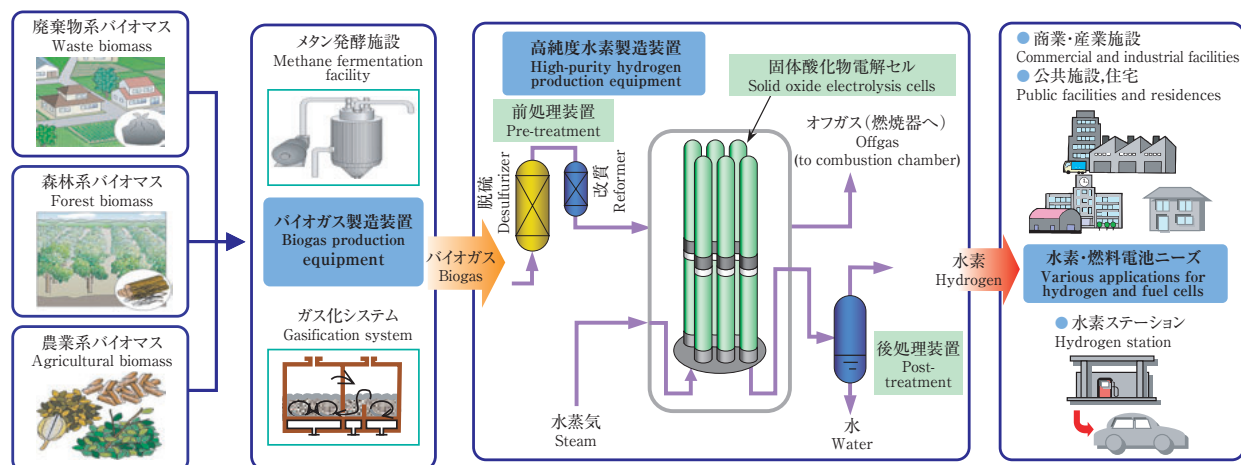 廃棄物系バイオマス
Waste biomass
森林系バイオマス
Forest biomass
農業系バイオマス
Agricultural biomass
メタン発酵施設
Methane fermentation
facility
バイオガス製造装置
Biogas production
equipment
ガス化システム
Gasification system
バイオガス
Biogas
高純度水素製造装置
High-purity hydrogen
production equipment
前処理装置
Pre-treatment
脱硫
Desulfurizer
改質
Reformer
固体酸化物電解セル
Solid oxide electrolysis cells
オフガス(燃焼器へ)
Offgas
(to combustion chamber)
水蒸気
Steam
後処理装置
Post-
treatment
水
Water
水素
Hydrogen
商業・産業施設
Commercial and industrial facilities
公共施設,住宅
Public facilities and residences
水素・燃料電池ニーズ
Various applications for
hydrogen and fuel cells
水素ステーション
Hydrogen station